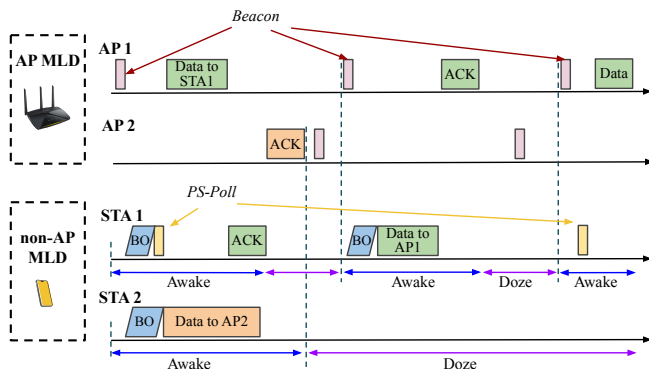 Beacon
AP MLD
AP 1
Data to
STA1
ACK
Data
AP 2
ACK
PS-Poll
non-AP
MLD
STA 1
BO
ACK
BO
Data to
AP1
Awake
Awake
Doze
Awake
STA 2
BO
Data to AP2
Awake
Doze